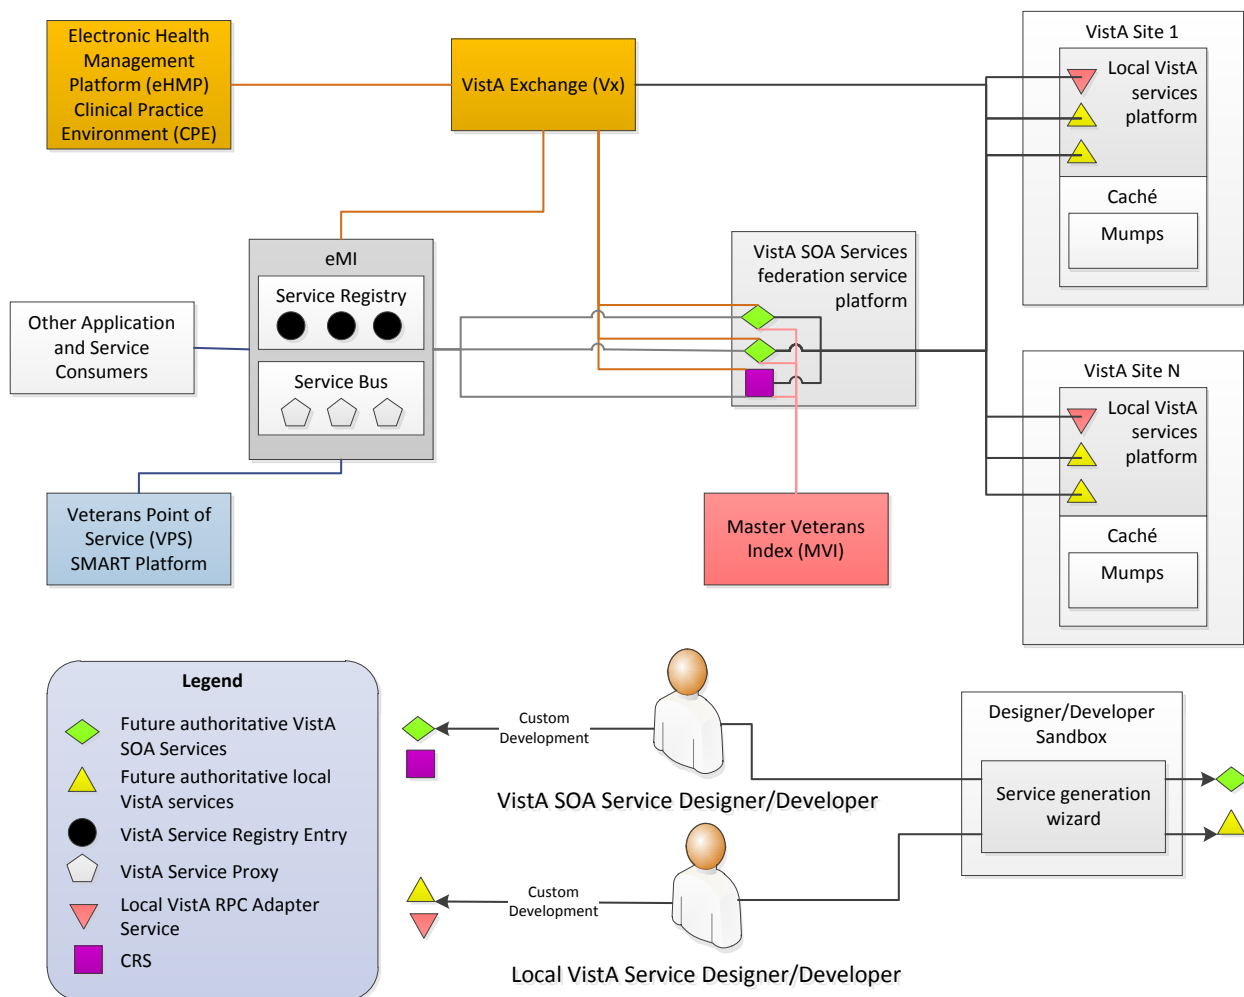 Electronic Health
Management
Platform (eHMP)
Clinical Practice
Environment (CPE)
VistA Exchange (Vx)
VistA Site 1
Local VistA
services
platform
Caché
Mumps
eMI
Service Registry
Service Bus
VistA SOA Services
federation service
platform
Other Application
and Service
Consumers
VistA Site N
Local VistA
services
platform
Caché
Mumps
Veterans Point of
Service (VPS)
SMART Platform
Master Veterans
Index (MVI)
Legend
Future authoritative VistA
SOA Services
Future authoritative local
VistA services
VistA Service Registry Entry
VistA Service Proxy
Local VistA RPC Adapter
Service
CRS
Custom
Development
VistA SOA Service Designer/Developer
Designer/Developer
Sandbox
Service generation
wizard
Custom
Development
Local VistA Service Designer/Developer